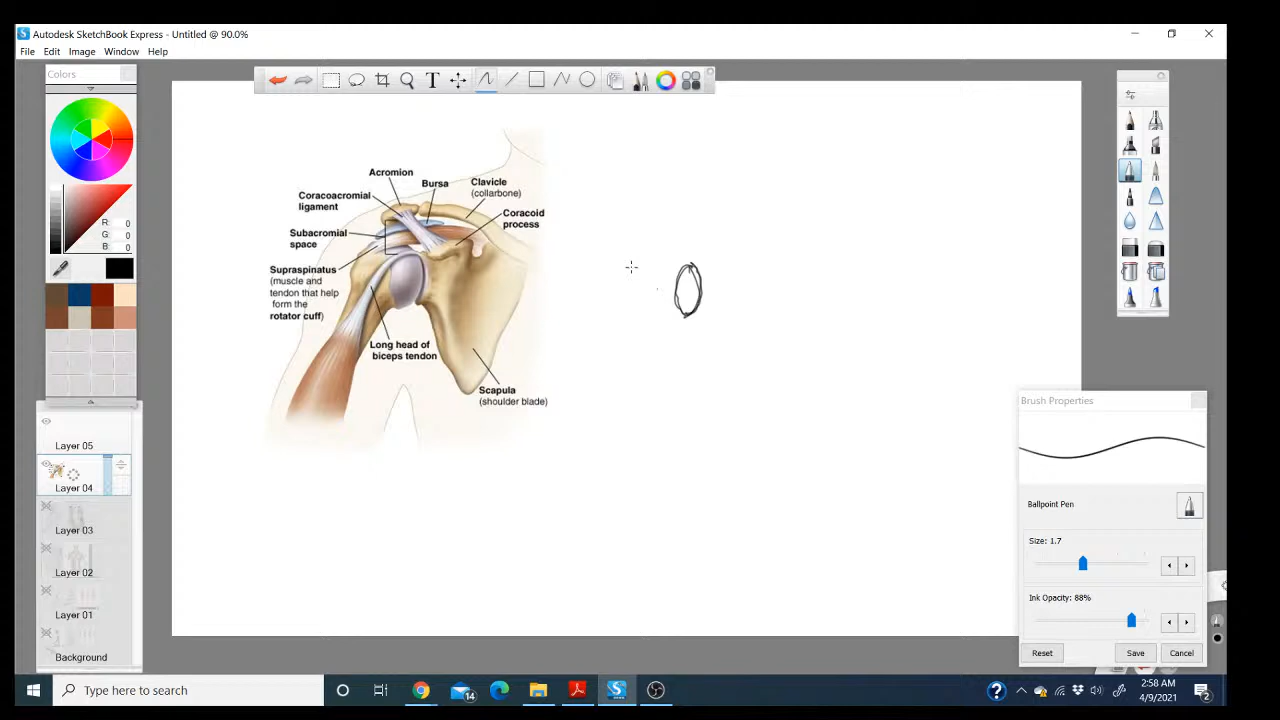 Autodesk SketchBook Express - Untitled @ 90.0%
File Edit Image Window Help
Colors
R: 0
G: 0
B: 0
Layer 05
Layer 04
Layer 03
Layer 02
Layer 01
Background
T
Acromion
Bursa
Clavicle
(collarbone)
Coracoacromial
ligament
Coracoid
process
Subacromial
space
Supraspinatus
(muscle and
tendon that help
form the
rotator cuff)
Long head of
biceps tendon
Scapula
(shoulder blade)
Brush Properties
Ballpoint Pen
Size: 1.7
Ink Opacity: 88%
Reset Save Cancel
Type here to search
14
2:58 AM
4/9/2021
2